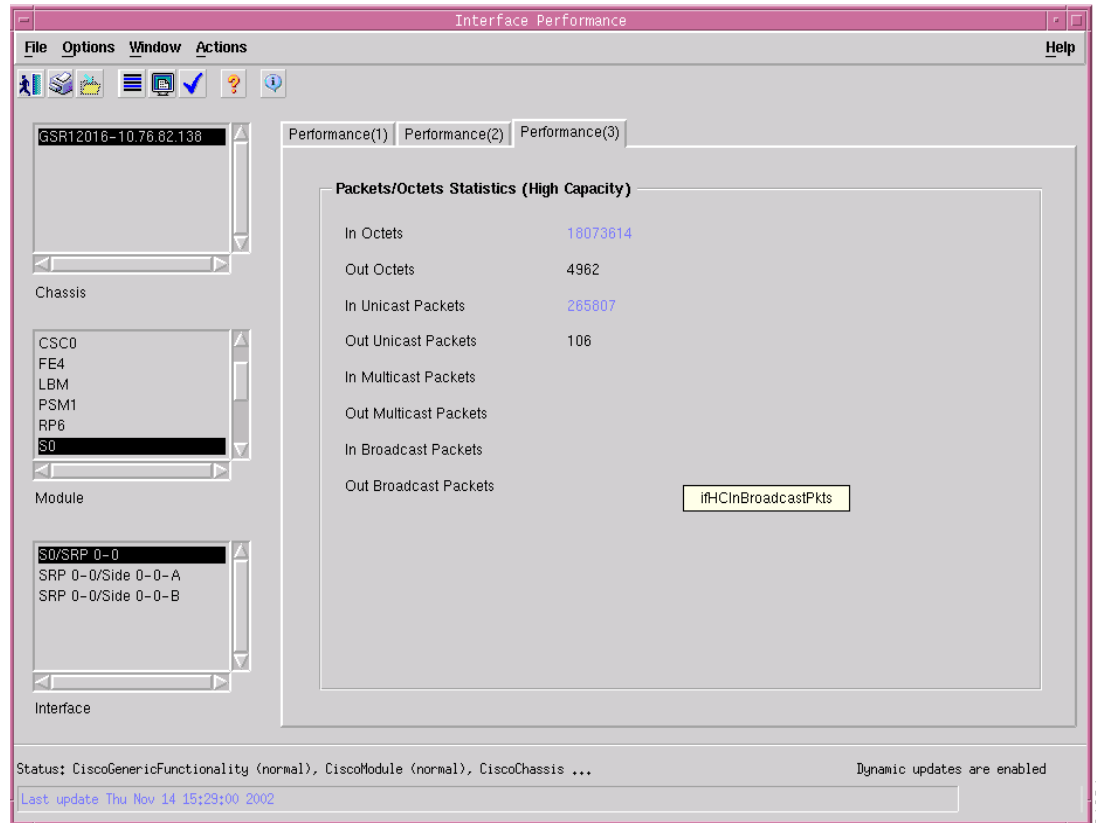 Interface Performance
File Options Window Actions Help
GSR12016-10.76.82.138
Chassis
CSC0
FE4
LBM
PSM1
RP6
S0
Module
S0/SRP 0-0
SRP 0-0/Side 0-0-A
SRP 0-0/Side 0-0-B
Interface
Performance(1) Performance(2) Performance(3)
Packets/Octets Statistics (High Capacity)
In Octets 18073614
Out Octets 4962
In Unicast Packets 265807
Out Unicast Packets 106
In Multicast Packets
Out Multicast Packets
In Broadcast Packets
Out Broadcast Packets
ifHCInBroadcastPkts
Status: CiscoGenericFunctionality (normal), CiscoModule (normal), CiscoChassis ... Dynamic updates are enabled
Last update Thu Nov 14 15:29:00 2002